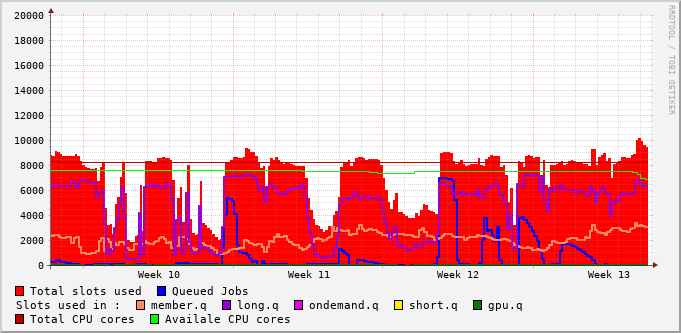 20000
18000
16000
14000
12000
10000
8000
6000
4000
2000
0
Week 10 Week 11 Week 12 Week 13
Total slots used Queued Jobs
Slots used in : member.q long.q ondemand.q short.q gpu.q
Total CPU cores Availale CPU cores
RRDTOOL / TOBI OETIKER